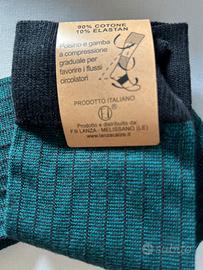 90% COTONE
10% ELASTAN
Polsino e gamba
a compressione
graduale per
favorire i flussi
circolatori
PRODOTTO ITALIANO
Prodotto e distribuito da:
F.lli LANZA - MELISSANO (LE)
www.lanzacalze.it
subito